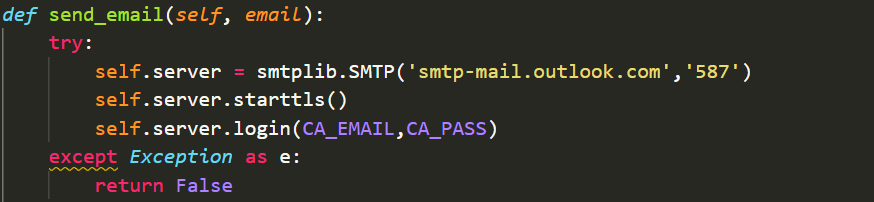 def send_email(self, email):
    try:
        self.server = smtplib.SMTP('smtp-mail.outlook.com','587')
        self.server.starttls()
        self.server.login(CA_EMAIL,CA_PASS)
    except Exception as e:
        return False